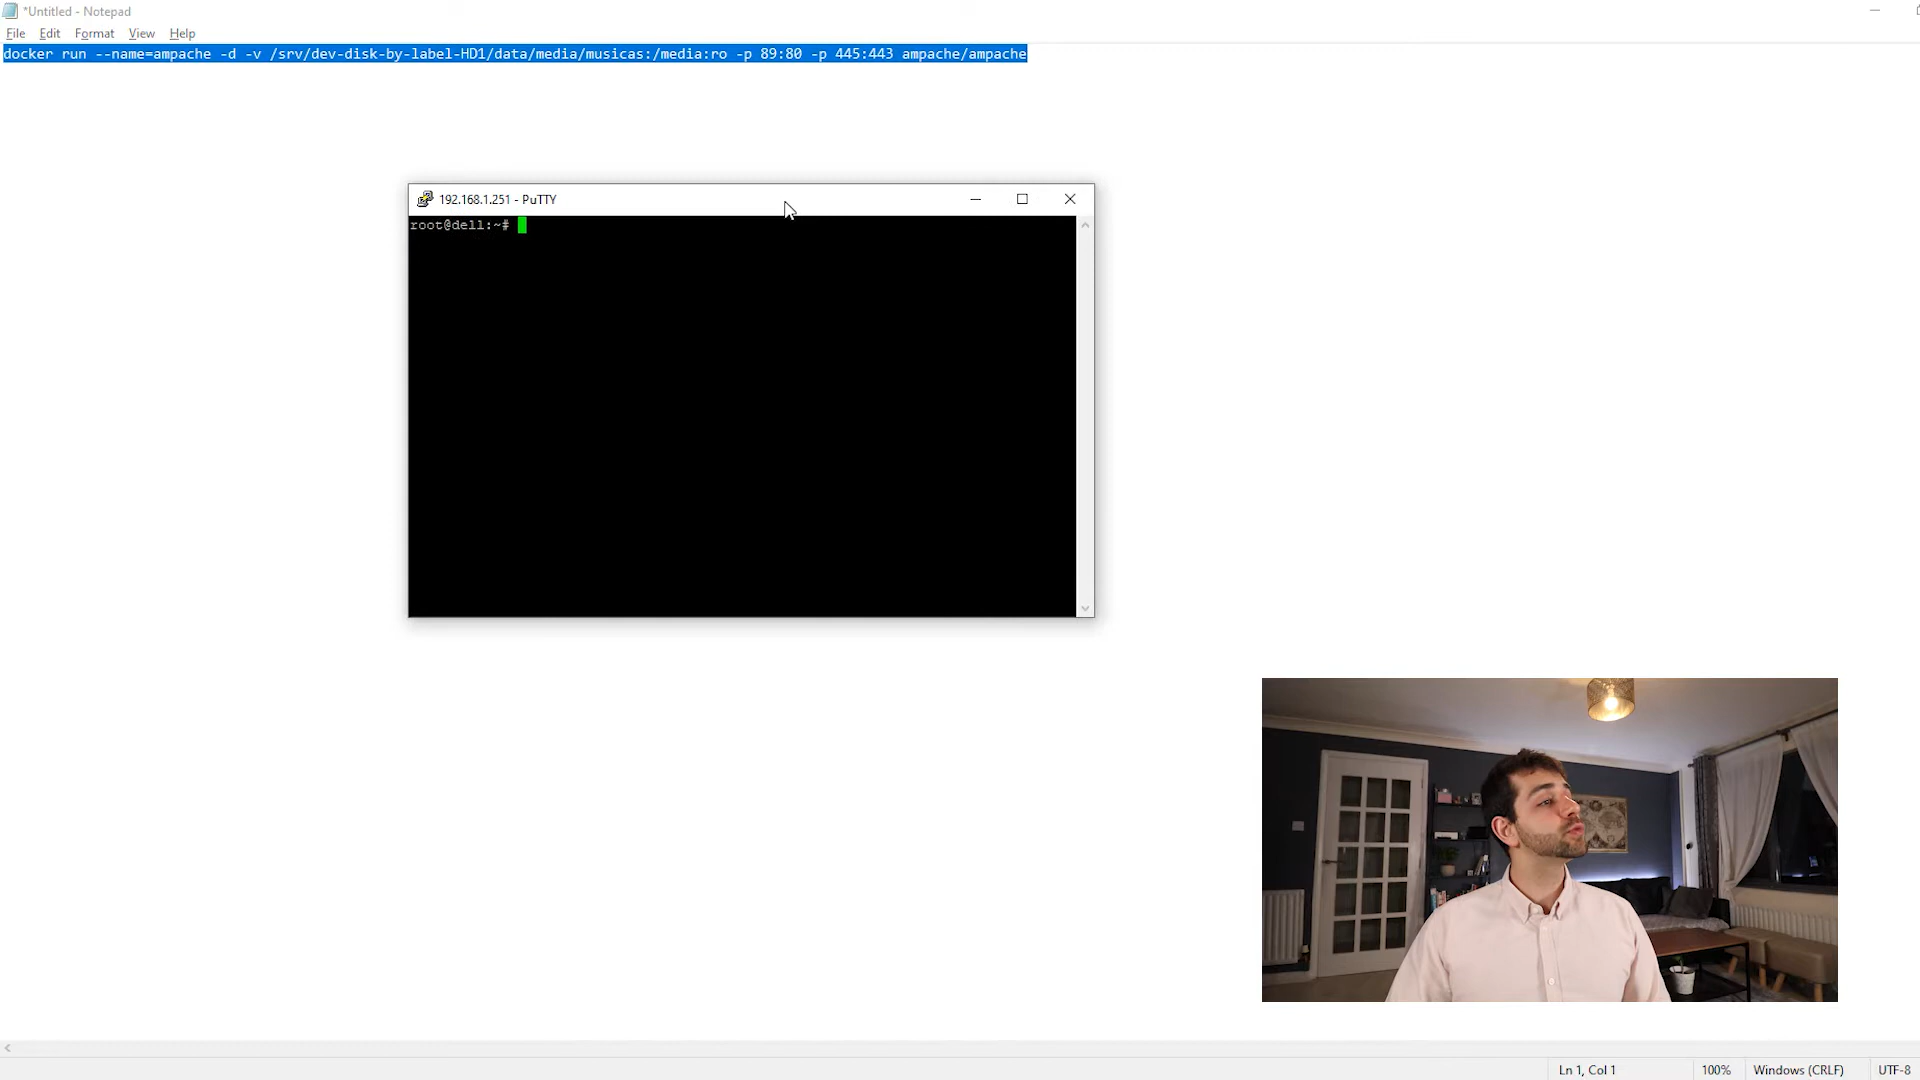 *Untitled - Notepad
File Edit Format View Help
docker run --name=ampache -d -v /srv/dev-disk-by-label-HD1/data/media/musicas:/media:ro -p 89:80 -p 445:443 ampache/ampache
192.168.1.251 - PuTTY
root@dell:~#
Ln 1, Col 1 100% Windows (CRLF) UTF-8